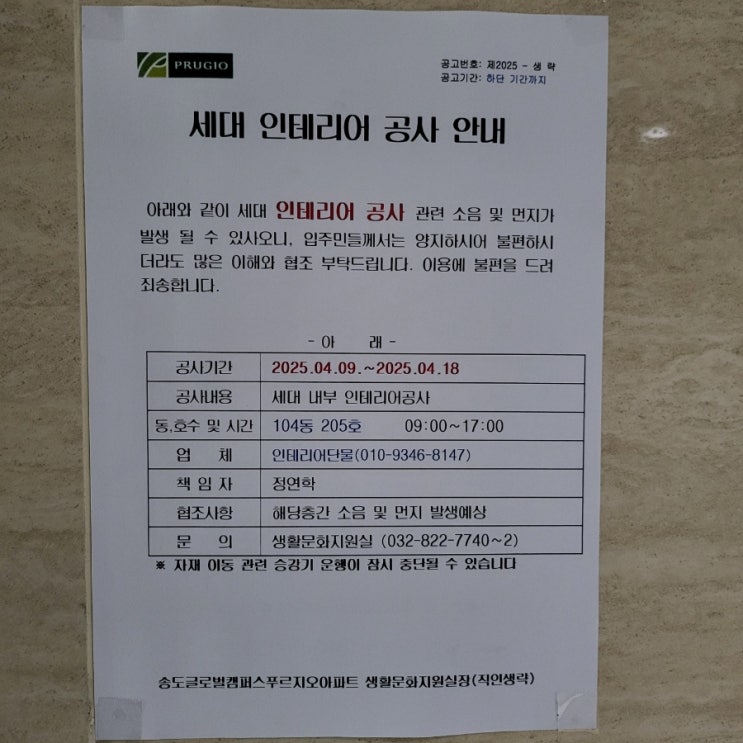 PRUGIO
공고번호: 제2025 - 생 략
공고기간: 하단 기간까지
세대 인테리어 공사 안내
아래와 같이 세대 인테리어 공사 관련 소음 및 먼지가
발생 될 수 있사오니, 입주민들께서는 양지하시어 불편하시
더라도 많은 이해와 협조 부탁드립니다. 이용에 불편을 드려
죄송합니다.
- 아 래 -
공사기간 2025.04.09.~2025.04.18
공사내용 세대 내부 인테리어공사
동,호수 및 시간 104동 205호 09:00~17:00
업 체 인테리어단물(010-9346-8147)
책 임 자 정연학
협조사항 해당층간 소음 및 먼지 발생예상
문 의 생활문화지원실 (032-822-7740~2)
※ 자재 이동 관련 승강기 운행이 잠시 중단될 수 있습니다
송도글로벌캠퍼스푸르지오아파트 생활문화지원실장(직인생략)